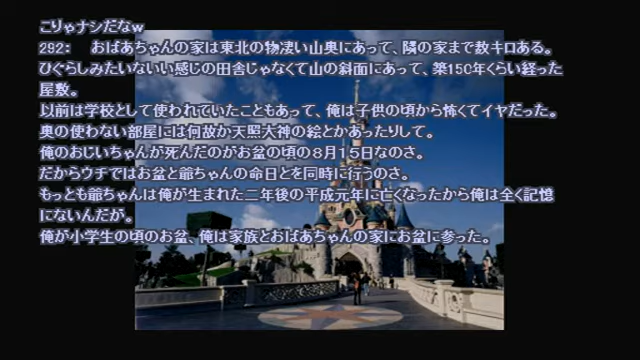 こりゃナシだなｗ
292：　おばあちゃんの家は東北の物凄い山奥にあって、隣の家まで数キロある。
ひぐらしみたいないい感じの田舎じゃなくて山の斜面にあって、築150年くらい経った
屋敷。
以前は学校として使われていたこともあって、俺は子供の頃から怖くてイヤだった。
奥の使わない部屋には何故か天照大神の絵とかあったりして。
俺のおじいちゃんが死んだのがお盆の頃の８月１５日なのさ。
だからウチではお盆と爺ちゃんの命日とを同時に行うのさ。
もっとも爺ちゃんは俺が生まれた二年後の平成元年に亡くなったから俺は全く記憶
にないんだが。
俺が小学生の頃のお盆、俺は家族とおばあちゃんの家にお盆に参った。